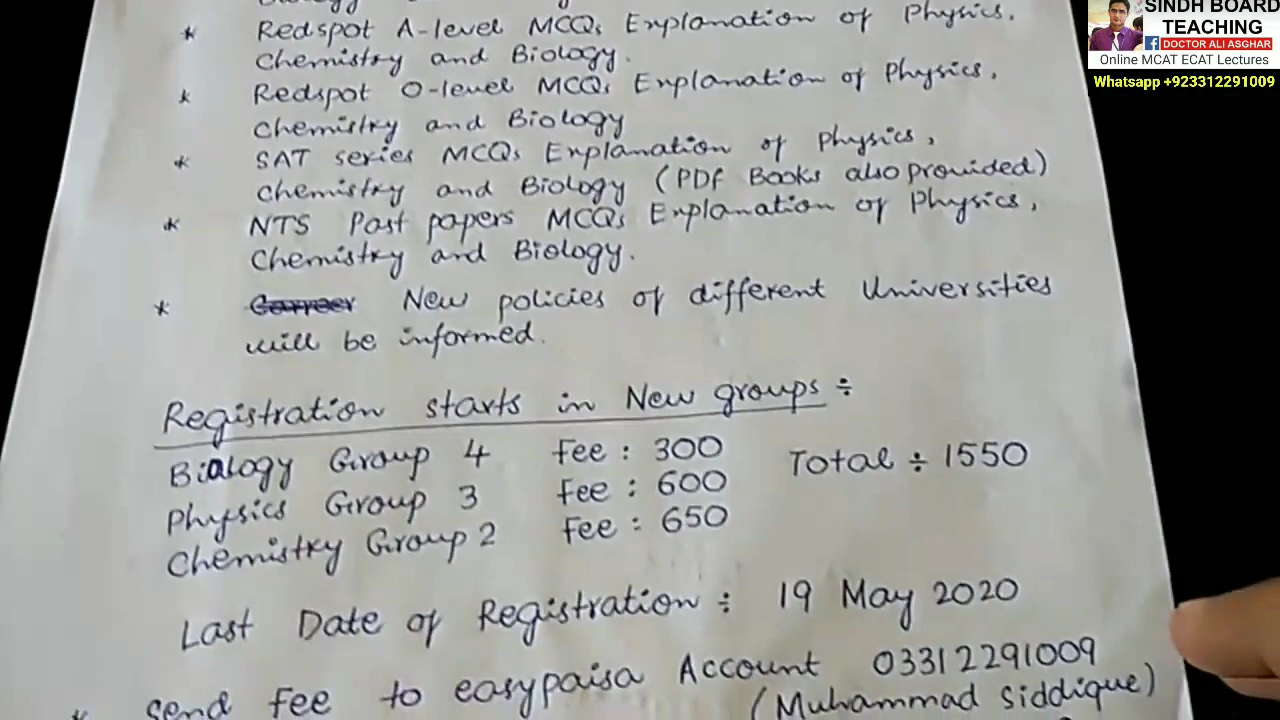 SINDH BOARD
TEACHING
DOCTOR ALI ASGHAR
Online MCAT ECAT Lectures
Whatsapp +923312291009
* Redspot A-level MCQs Explanation of Physics,
Chemistry and Biology.
* Redspot O-level MCQs Explanation of Physics,
Chemistry and Biology
* SAT series MCQs Explanation of Physics,
Chemistry and Biology (PDF Books also provided)
* NTS Past papers MCQs Explanation of Physics,
Chemistry and Biology.
* New policies of different Universities
will be informed.
Registration starts in New groups ÷
Biology Group 4 Fee : 300 Total ÷ 1550
Physics Group 3 Fee : 600
Chemistry Group 2 Fee : 650
Last Date of Registration ÷ 19 May 2020
* Send Fee to easypaisa Account 03312291009
(Muhammad Siddique)